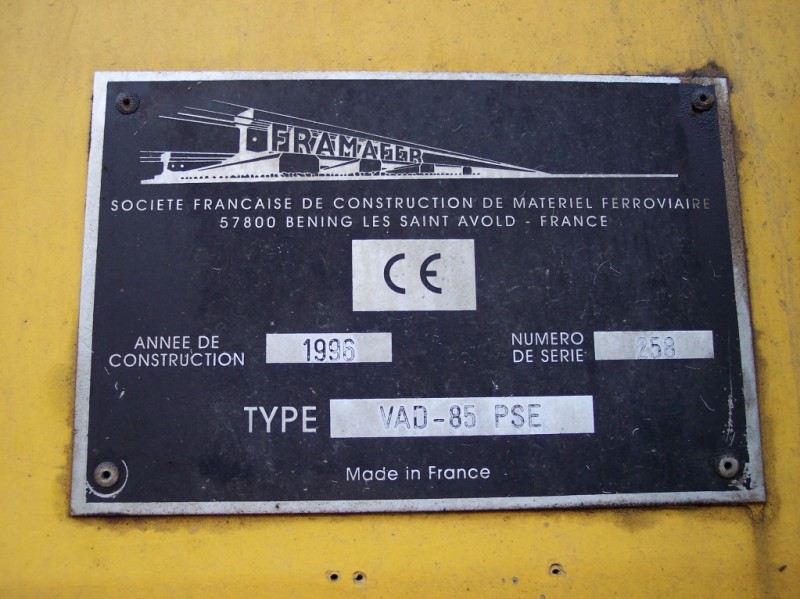 FRAMAFER
SOCIETE FRANCAISE DE CONSTRUCTION DE MATERIEL FERROVIAIRE
57800 BENING LES SAINT AVOLD - FRANCE
CE
ANNEE DE CONSTRUCTION 1996
NUMERO DE SERIE 258
TYPE VAD-85 PSE
Made in France